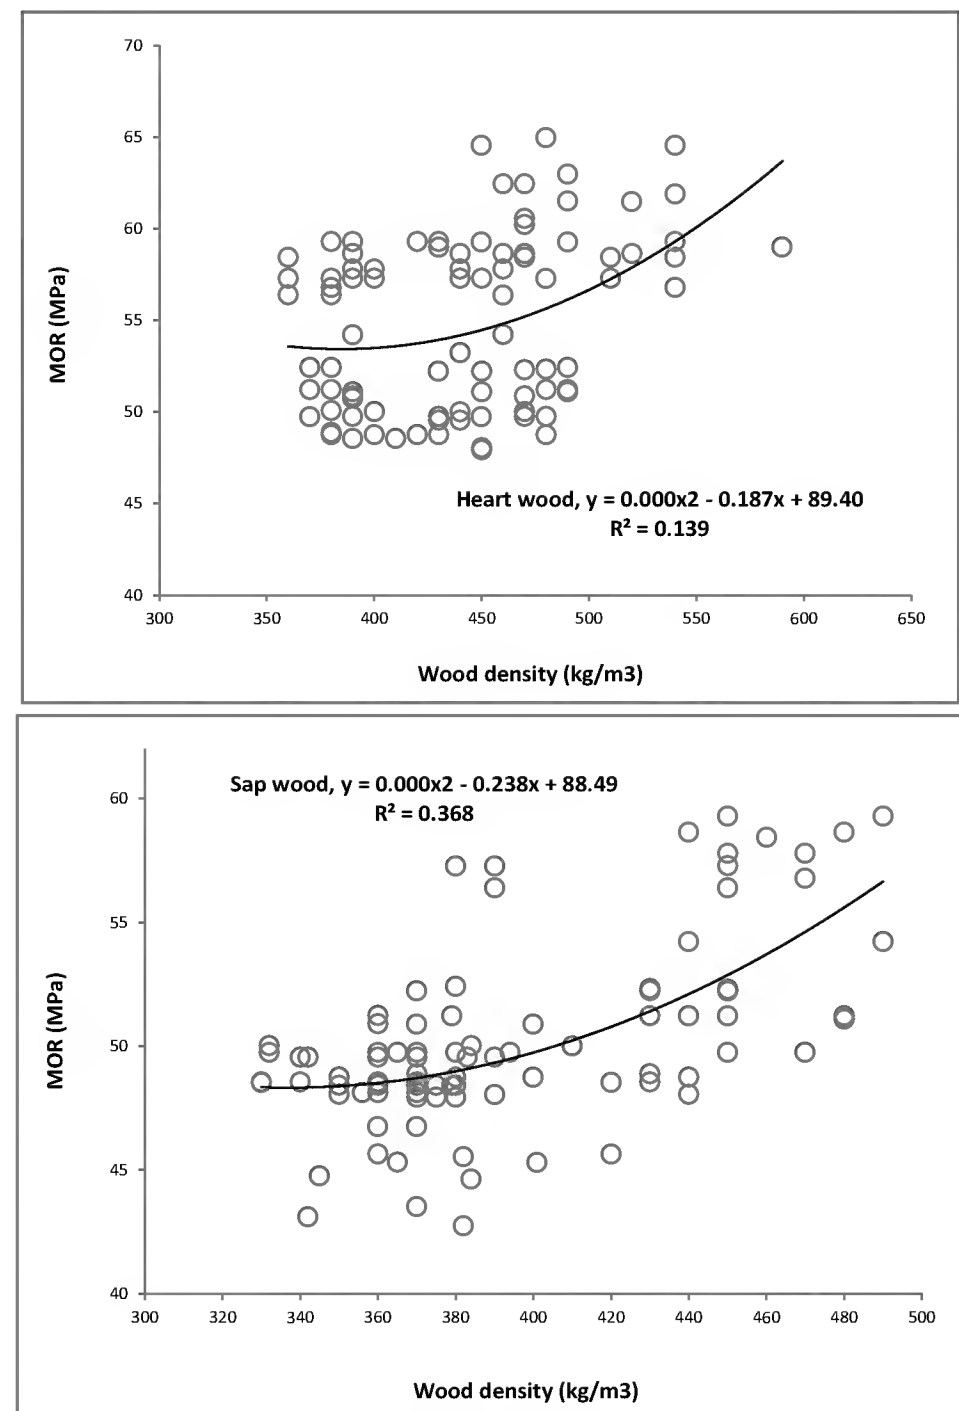 70
65
60
55
50
45
40
MOR (MPa)
Heart wood, y = 0.000x2 - 0.187x + 89.40
R² = 0.139
300 350 400 450 500 550 600 650
Wood density (kg/m3)
Sap wood, y = 0.000x2 - 0.238x + 88.49
R² = 0.368
60
55
50
45
40
MOR (MPa)
300 320 340 360 380 400 420 440 460 480 500
Wood density (kg/m3)